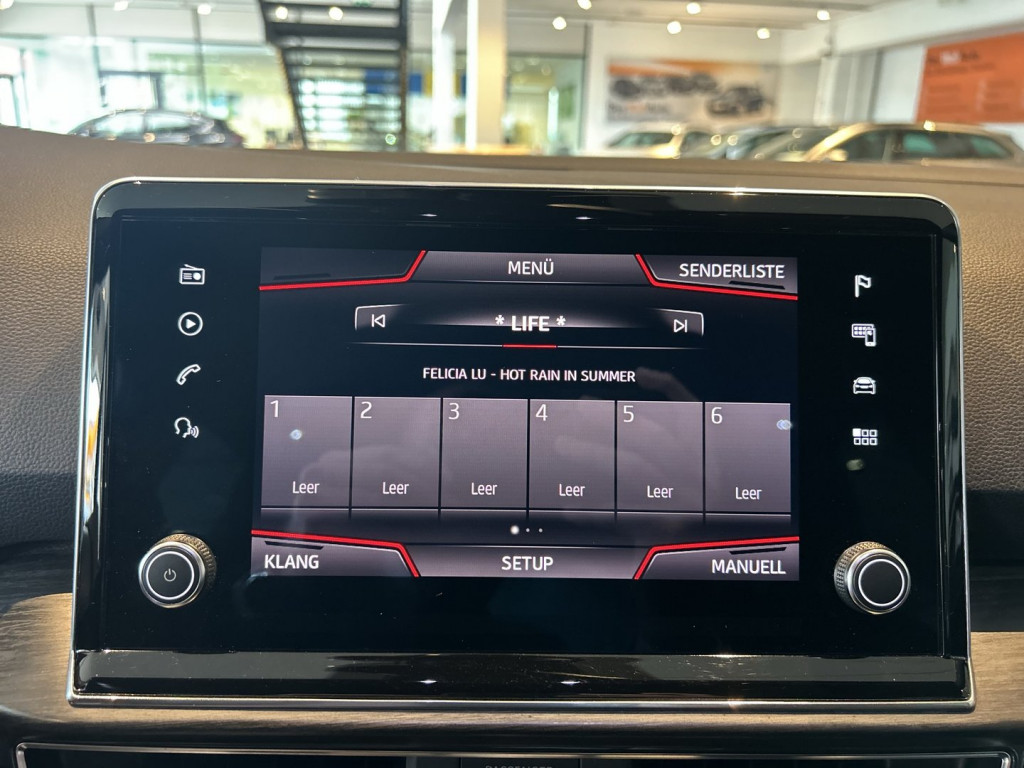 MENÜ
SENDERLISTE
* LIFE *
FELICIA LU - HOT RAIN IN SUMMER
1 2 3 4 5 6
Leer Leer Leer Leer Leer Leer
KLANG SETUP MANUELL